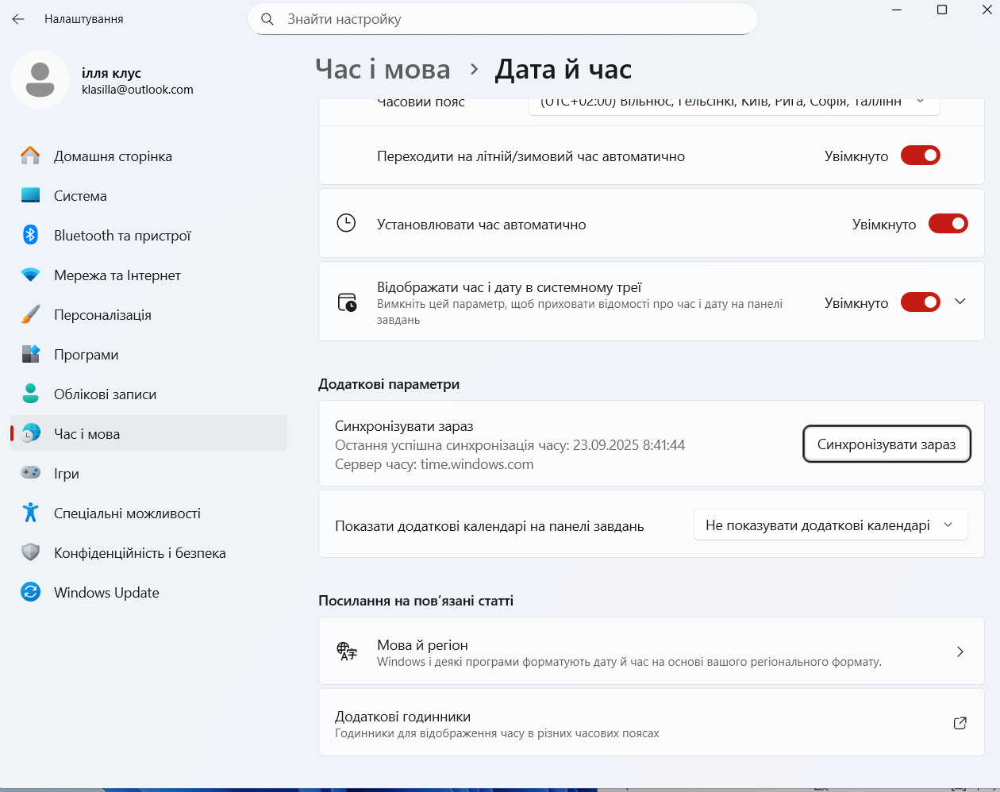 Налаштування
Знайти настройку
ілля клус
klasilla@outlook.com
Домашня сторінка
Система
Bluetooth та пристрої
Мережа та Інтернет
Персоналізація
Програми
Облікові записи
Час і мова
Ігри
Спеціальні можливості
Конфіденційність і безпека
Windows Update
Час і мова › Дата й час
Часовий пояс
(UTC+02:00) Вільнюс, Гельсінкі, Київ, Рига, Софія, Таллінн
Переходити на літній/зимовий час автоматично
Увімкнуто
Установлювати час автоматично
Увімкнуто
Відображати час і дату в системному треї
Вимкніть цей параметр, щоб приховати відомості про час і дату на панелі
завдань
Увімкнуто
Додаткові параметри
Синхронізувати зараз
Остання успішна синхронізація часу: 23.09.2025 8:41:44
Сервер часу: time.windows.com
Синхронізувати зараз
Показати додаткові календарі на панелі завдань
Не показувати додаткові календарі
Посилання на пов’язані статті
Мова й регіон
Windows і деякі програми форматують дату й час на основі вашого регіонального формату.
Додаткові годинники
Годинники для відображення часу в різних часових поясах